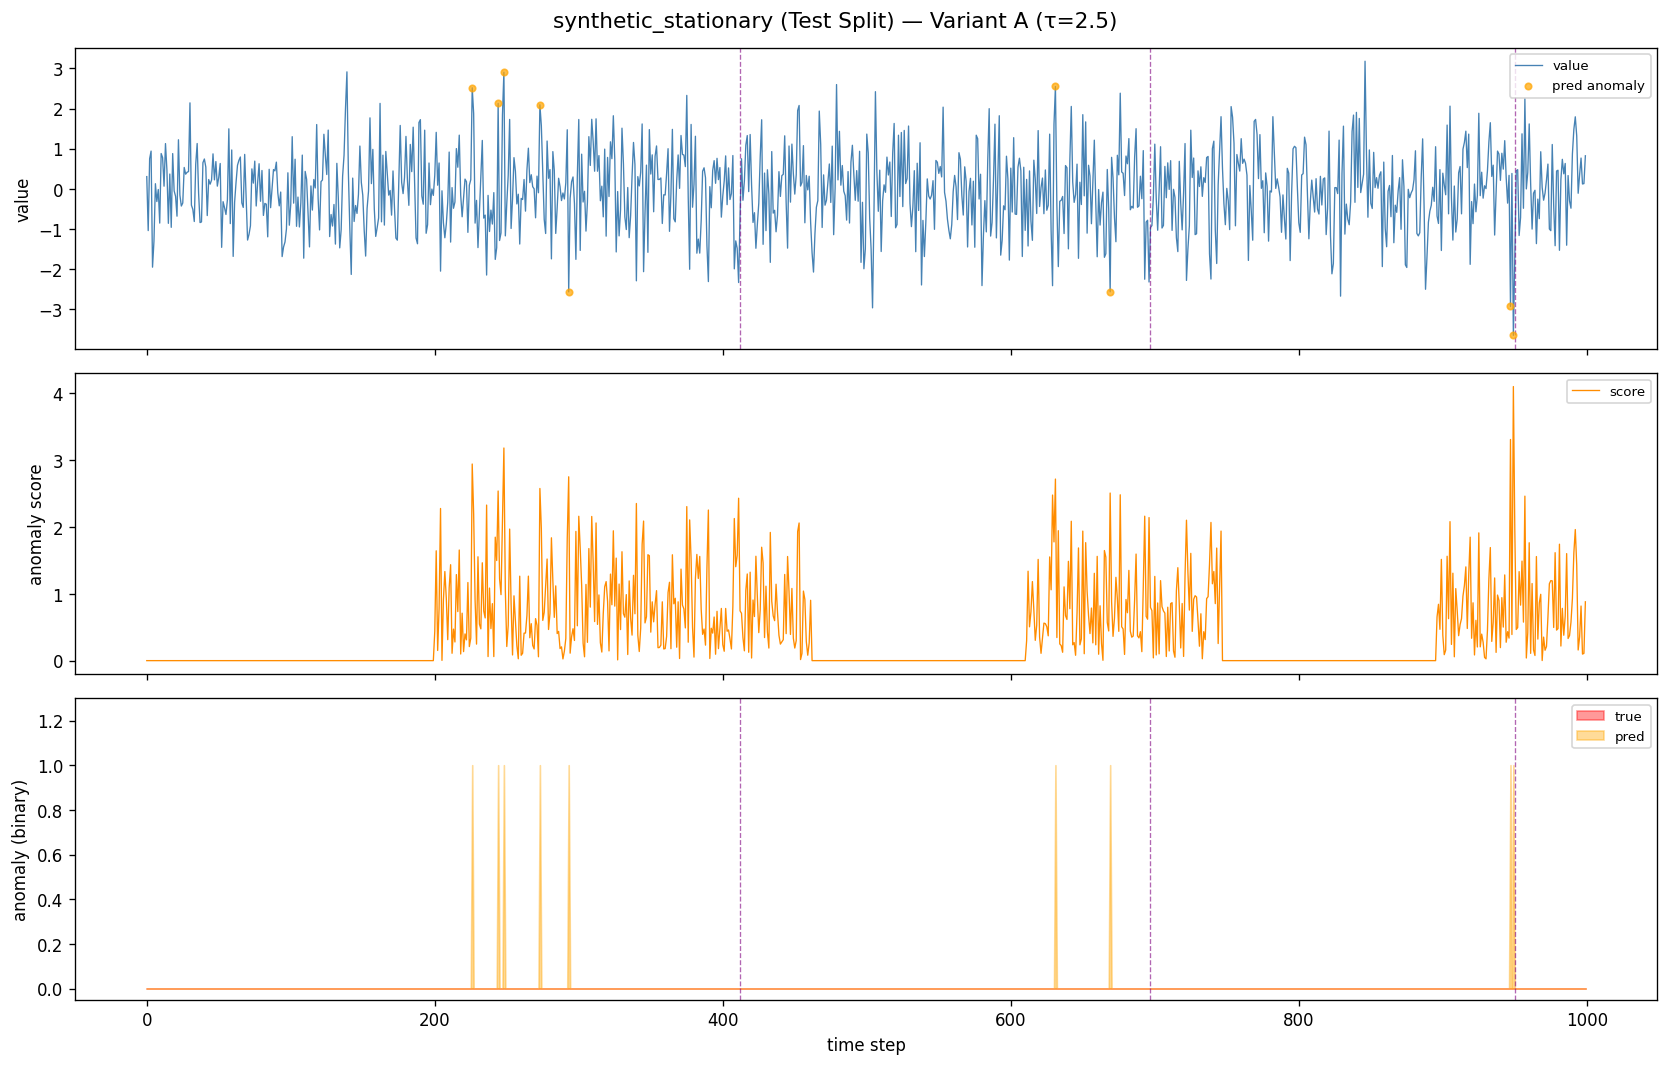 synthetic_stationary (Test Split) — Variant A (τ=2.5)
value
3
2
1
0
−1
−2
−3
value
pred anomaly
anomaly score
4
3
2
1
0
score
anomaly (binary)
1.2
1.0
0.8
0.6
0.4
0.2
0.0
true
pred
0
200
400
600
800
1000
time step